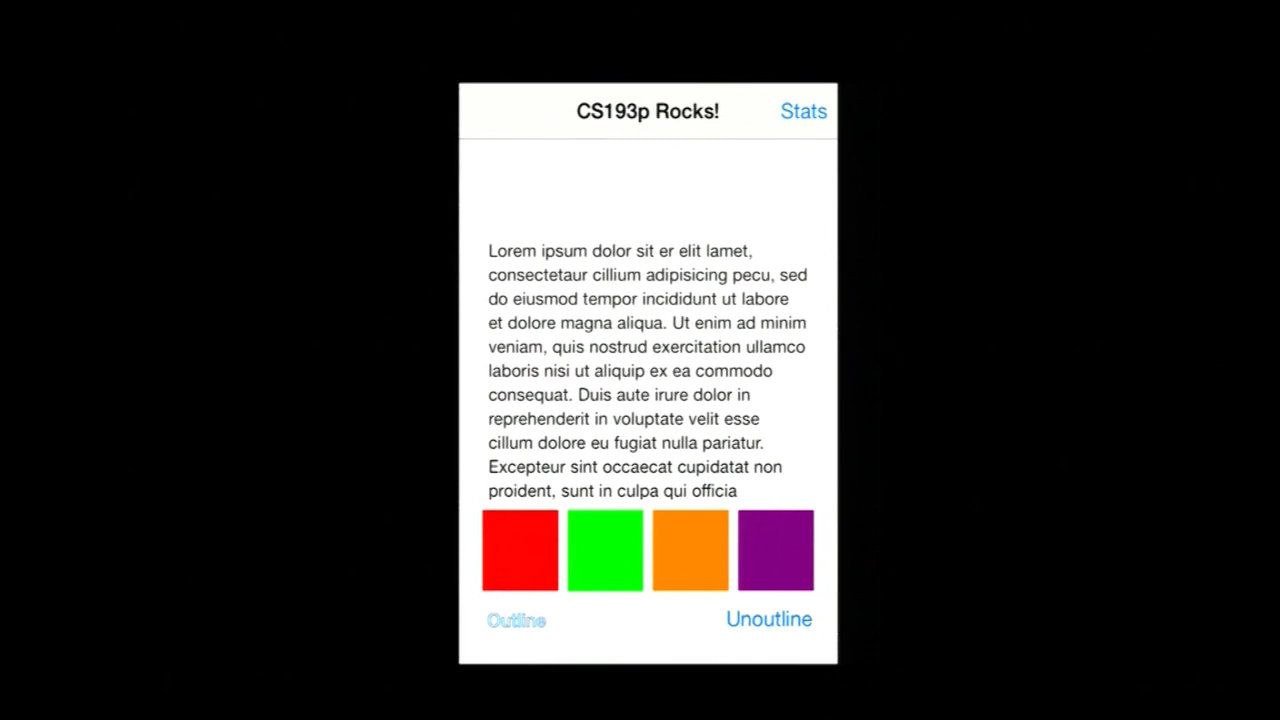 CS193p Rocks!
Stats
Lorem ipsum dolor sit er elit lamet,
consectetaur cillium adipisicing pecu, sed
do eiusmod tempor incididunt ut labore
et dolore magna aliqua. Ut enim ad minim
veniam, quis nostrud exercitation ullamco
laboris nisi ut aliquip ex ea commodo
consequat. Duis aute irure dolor in
reprehenderit in voluptate velit esse
cillum dolore eu fugiat nulla pariatur.
Excepteur sint occaecat cupidatat non
proident, sunt in culpa qui officia
Outline
Unoutline